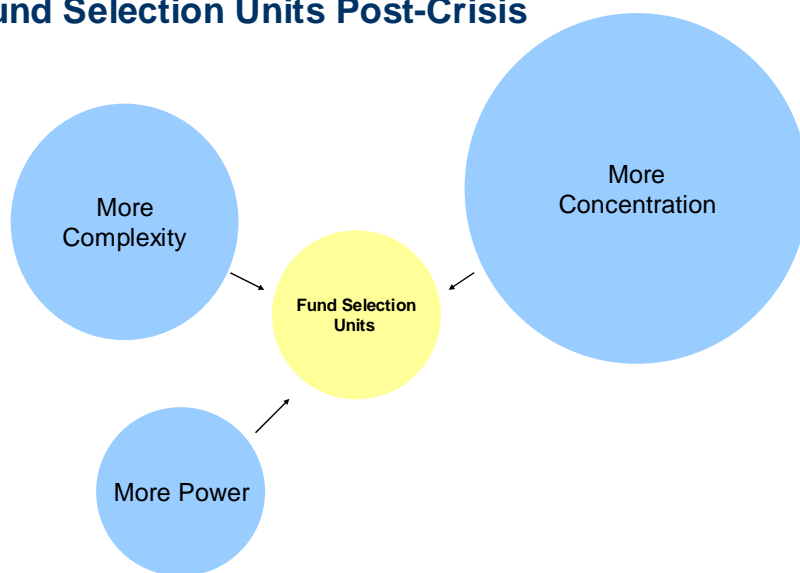 und Selection Units Post-Crisis
More
Concentration
More
Complexity
Fund Selection
Units
More Power